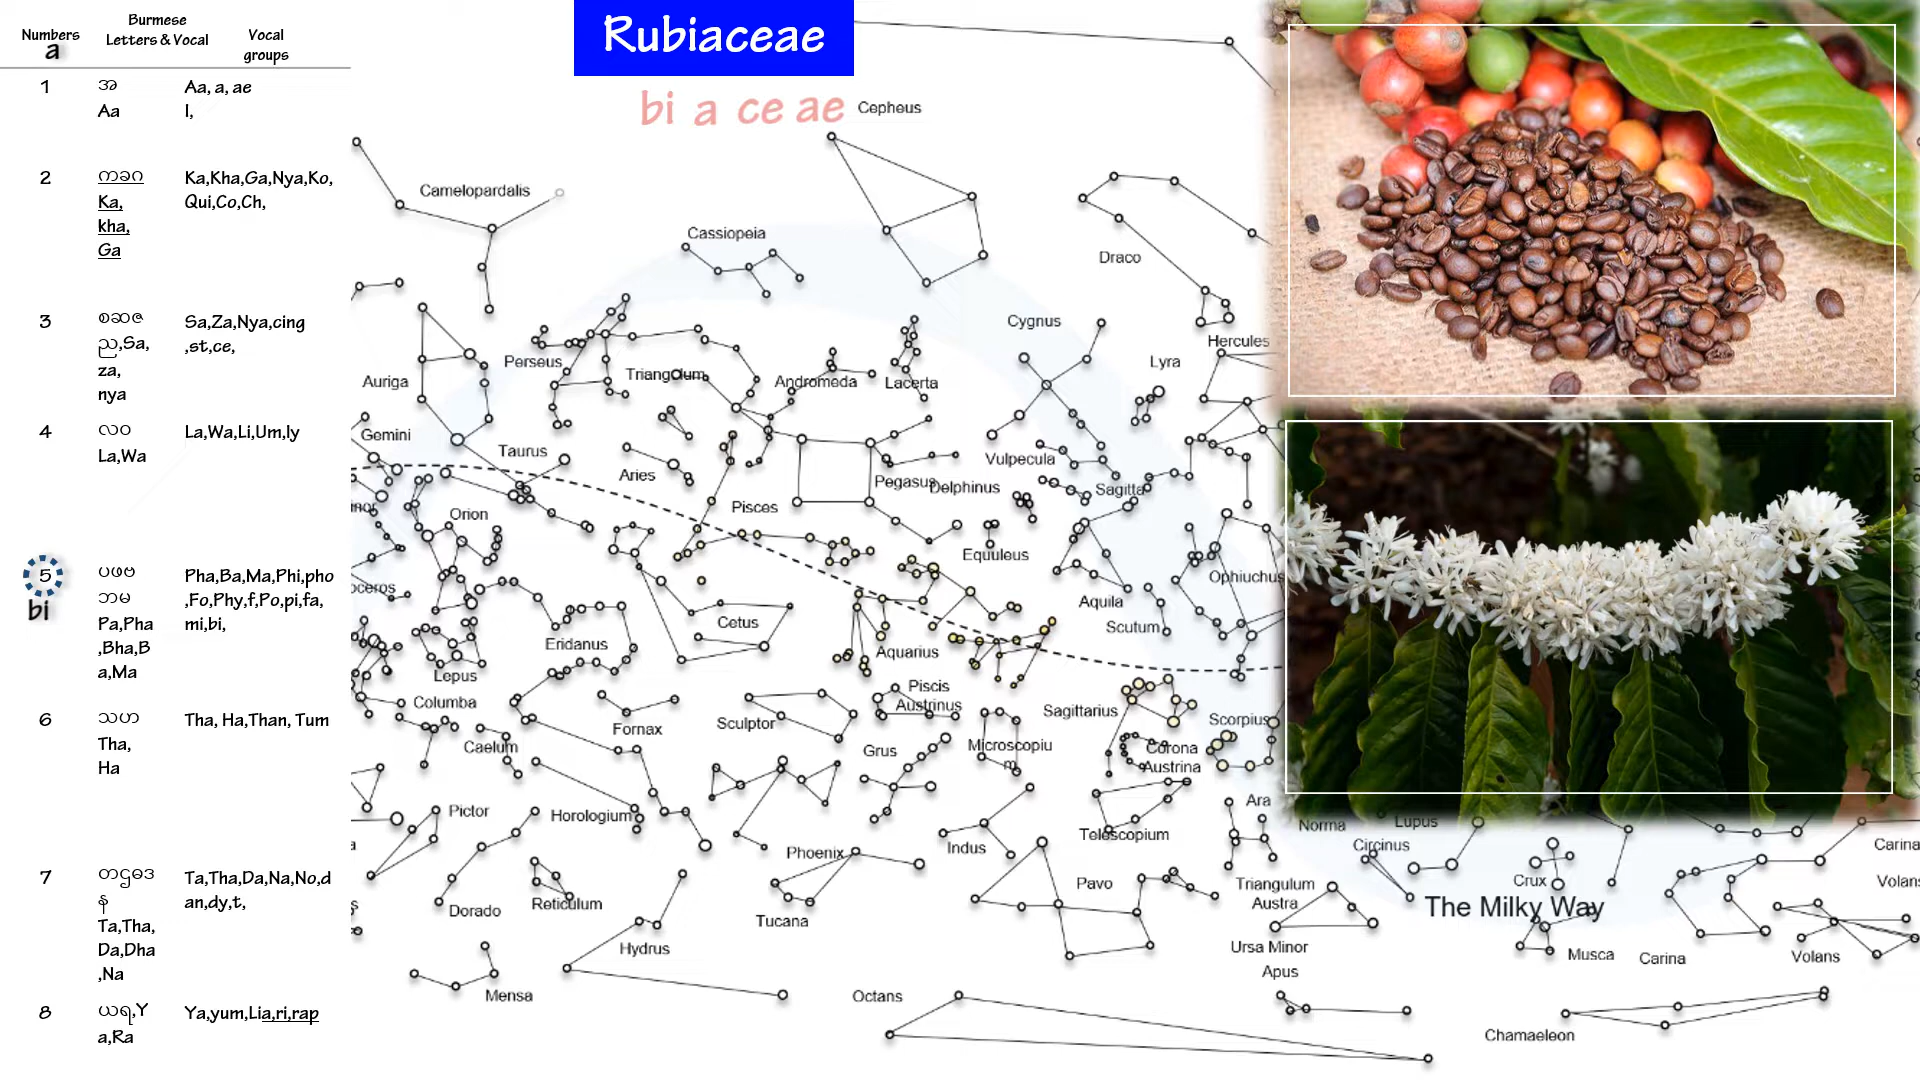 Numbers
a
Burmese
Letters & Vocal
Vocal
groups
1
အ
Aa
Aa, a, ae
I,
2
ကခဂ
Ka,
kha,
Ga
Ka,Kha,Ga,Nya,Ko,
Qui,Co,Ch,
3
စဆဇ
ည,Sa,
za,
nya
Sa,Za,Nya,cing
,st,ce,
4
လဝ
La,Wa
La,Wa,Li,Um,ly
5
bi
ပဖဗ
ဘမ
Pa,Pha
,Bha,B
a,Ma
Pha,Ba,Ma,Phi,pho
,Fo,Phy,f,Po,pi,fa,
mi,bi,
6
သဟ
Tha,
Ha
Tha, Ha,Than, Tum
7
တဌဓဒ
န
Ta,Tha,
Da,Dha
,Na
Ta,Tha,Da,Na,No,d
an,dy,t,
8
ယရ,Y
a,Ra
Ya,yum,Lia,ri,rap
Rubiaceae
bi a ce ae
Cepheus
Camelopardalis
Cassiopeia
Draco
Cygnus
Hercules
Perseus
Lyra
Triangulum
Auriga
Andromeda
Lacerta
Gemini
Taurus
Vulpecula
Aries
Pegasus
Delphinus
Sagitta
Pisces
Orion
Equuleus
Ophiuchus
Aquila
Cetus
Scutum
Eridanus
Aquarius
Lepus
Piscis
Austrinus
Columba
Sagittarius
Scorpius
Sculptor
Fornax
Caelum
Grus
Microscopiu
m
Corona
Austrina
Ara
Pictor
Horologium
Telescopium
Norma
Lupus
Indus
Phoenix
Circinus
Carina
Pavo
Triangulum
Austra
Crux
Volans
Reticulum
Dorado
The Milky Way
Tucana
Hydrus
Ursa Minor
Musca
Carina
Volans
Apus
Mensa
Octans
Chamaeleon